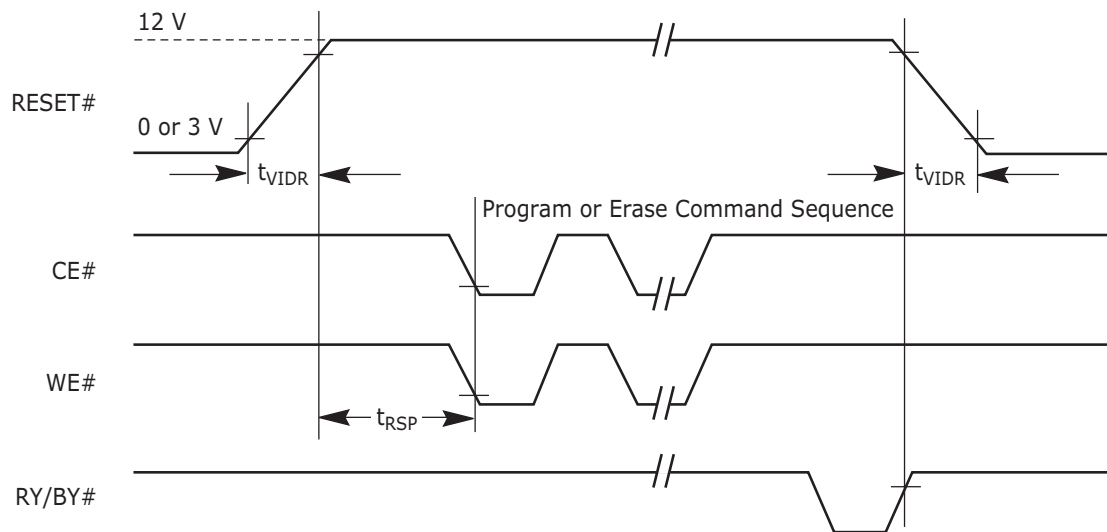 12 V
RESET#
0 or 3 V
tVIDR
tVIDR
Program or Erase Command Sequence
CE#
WE#
tRSP
RY/BY#